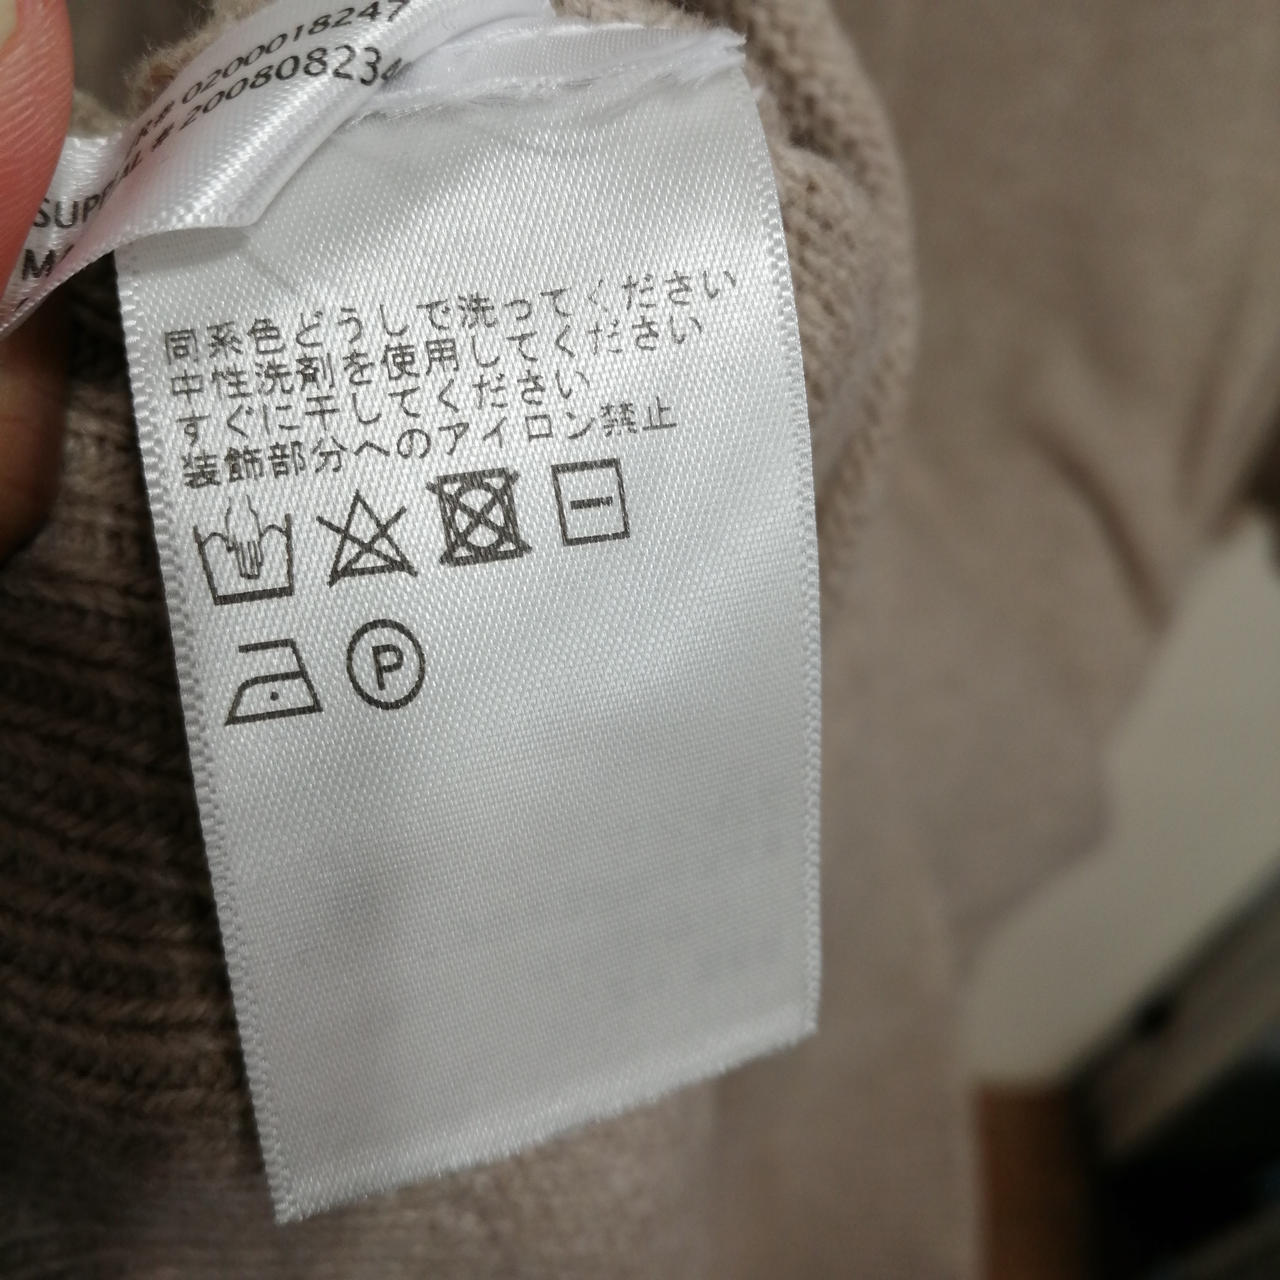 # 0200018247
# 200808234
同系色どうしで洗ってください
中性洗剤を使用してください
すぐに干してください
装飾部分へのアイロン禁止
P